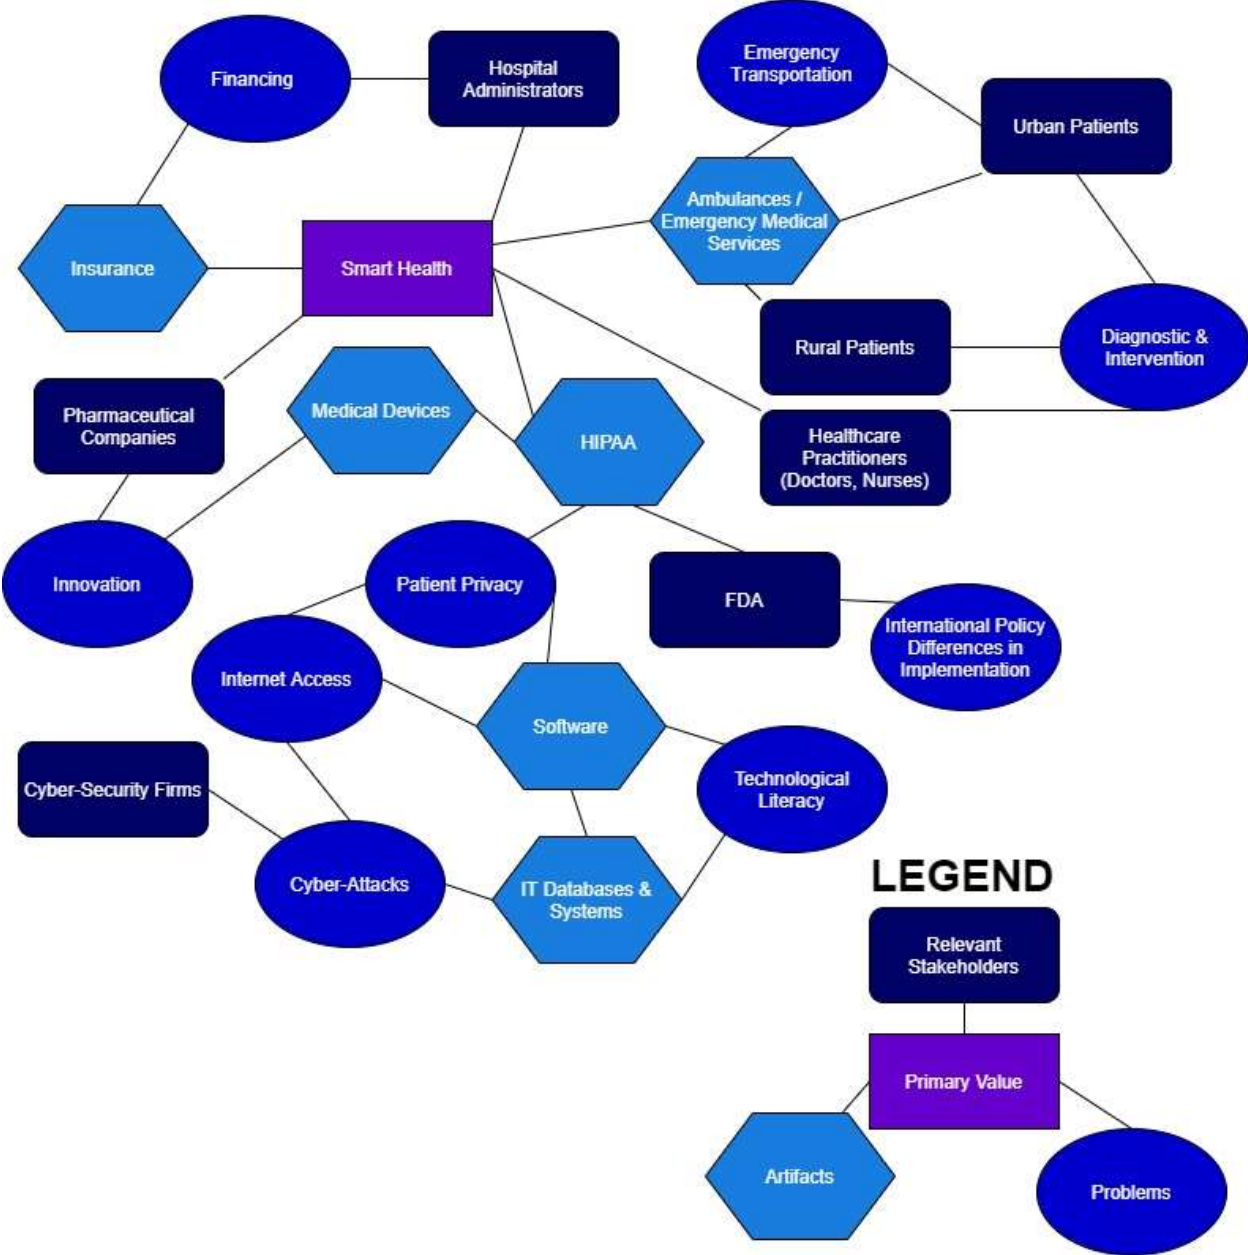 Financing
Hospital
Administrators
Emergency
Transportation
Urban Patients
Ambulances /
Emergency Medical
Services
Insurance
Smart Health
Rural Patients
Diagnostic &
Intervention
Pharmaceutical
Companies
Medical Devices
HIPAA
Healthcare
Practitioners
(Doctors, Nurses)
Innovation
Patient Privacy
FDA
International Policy
Differences in
Implementation
Internet Access
Software
Cyber-Security Firms
Technological
Literacy
Cyber-Attacks
IT Databases &
Systems
LEGEND
Relevant
Stakeholders
Primary Value
Artifacts
Problems